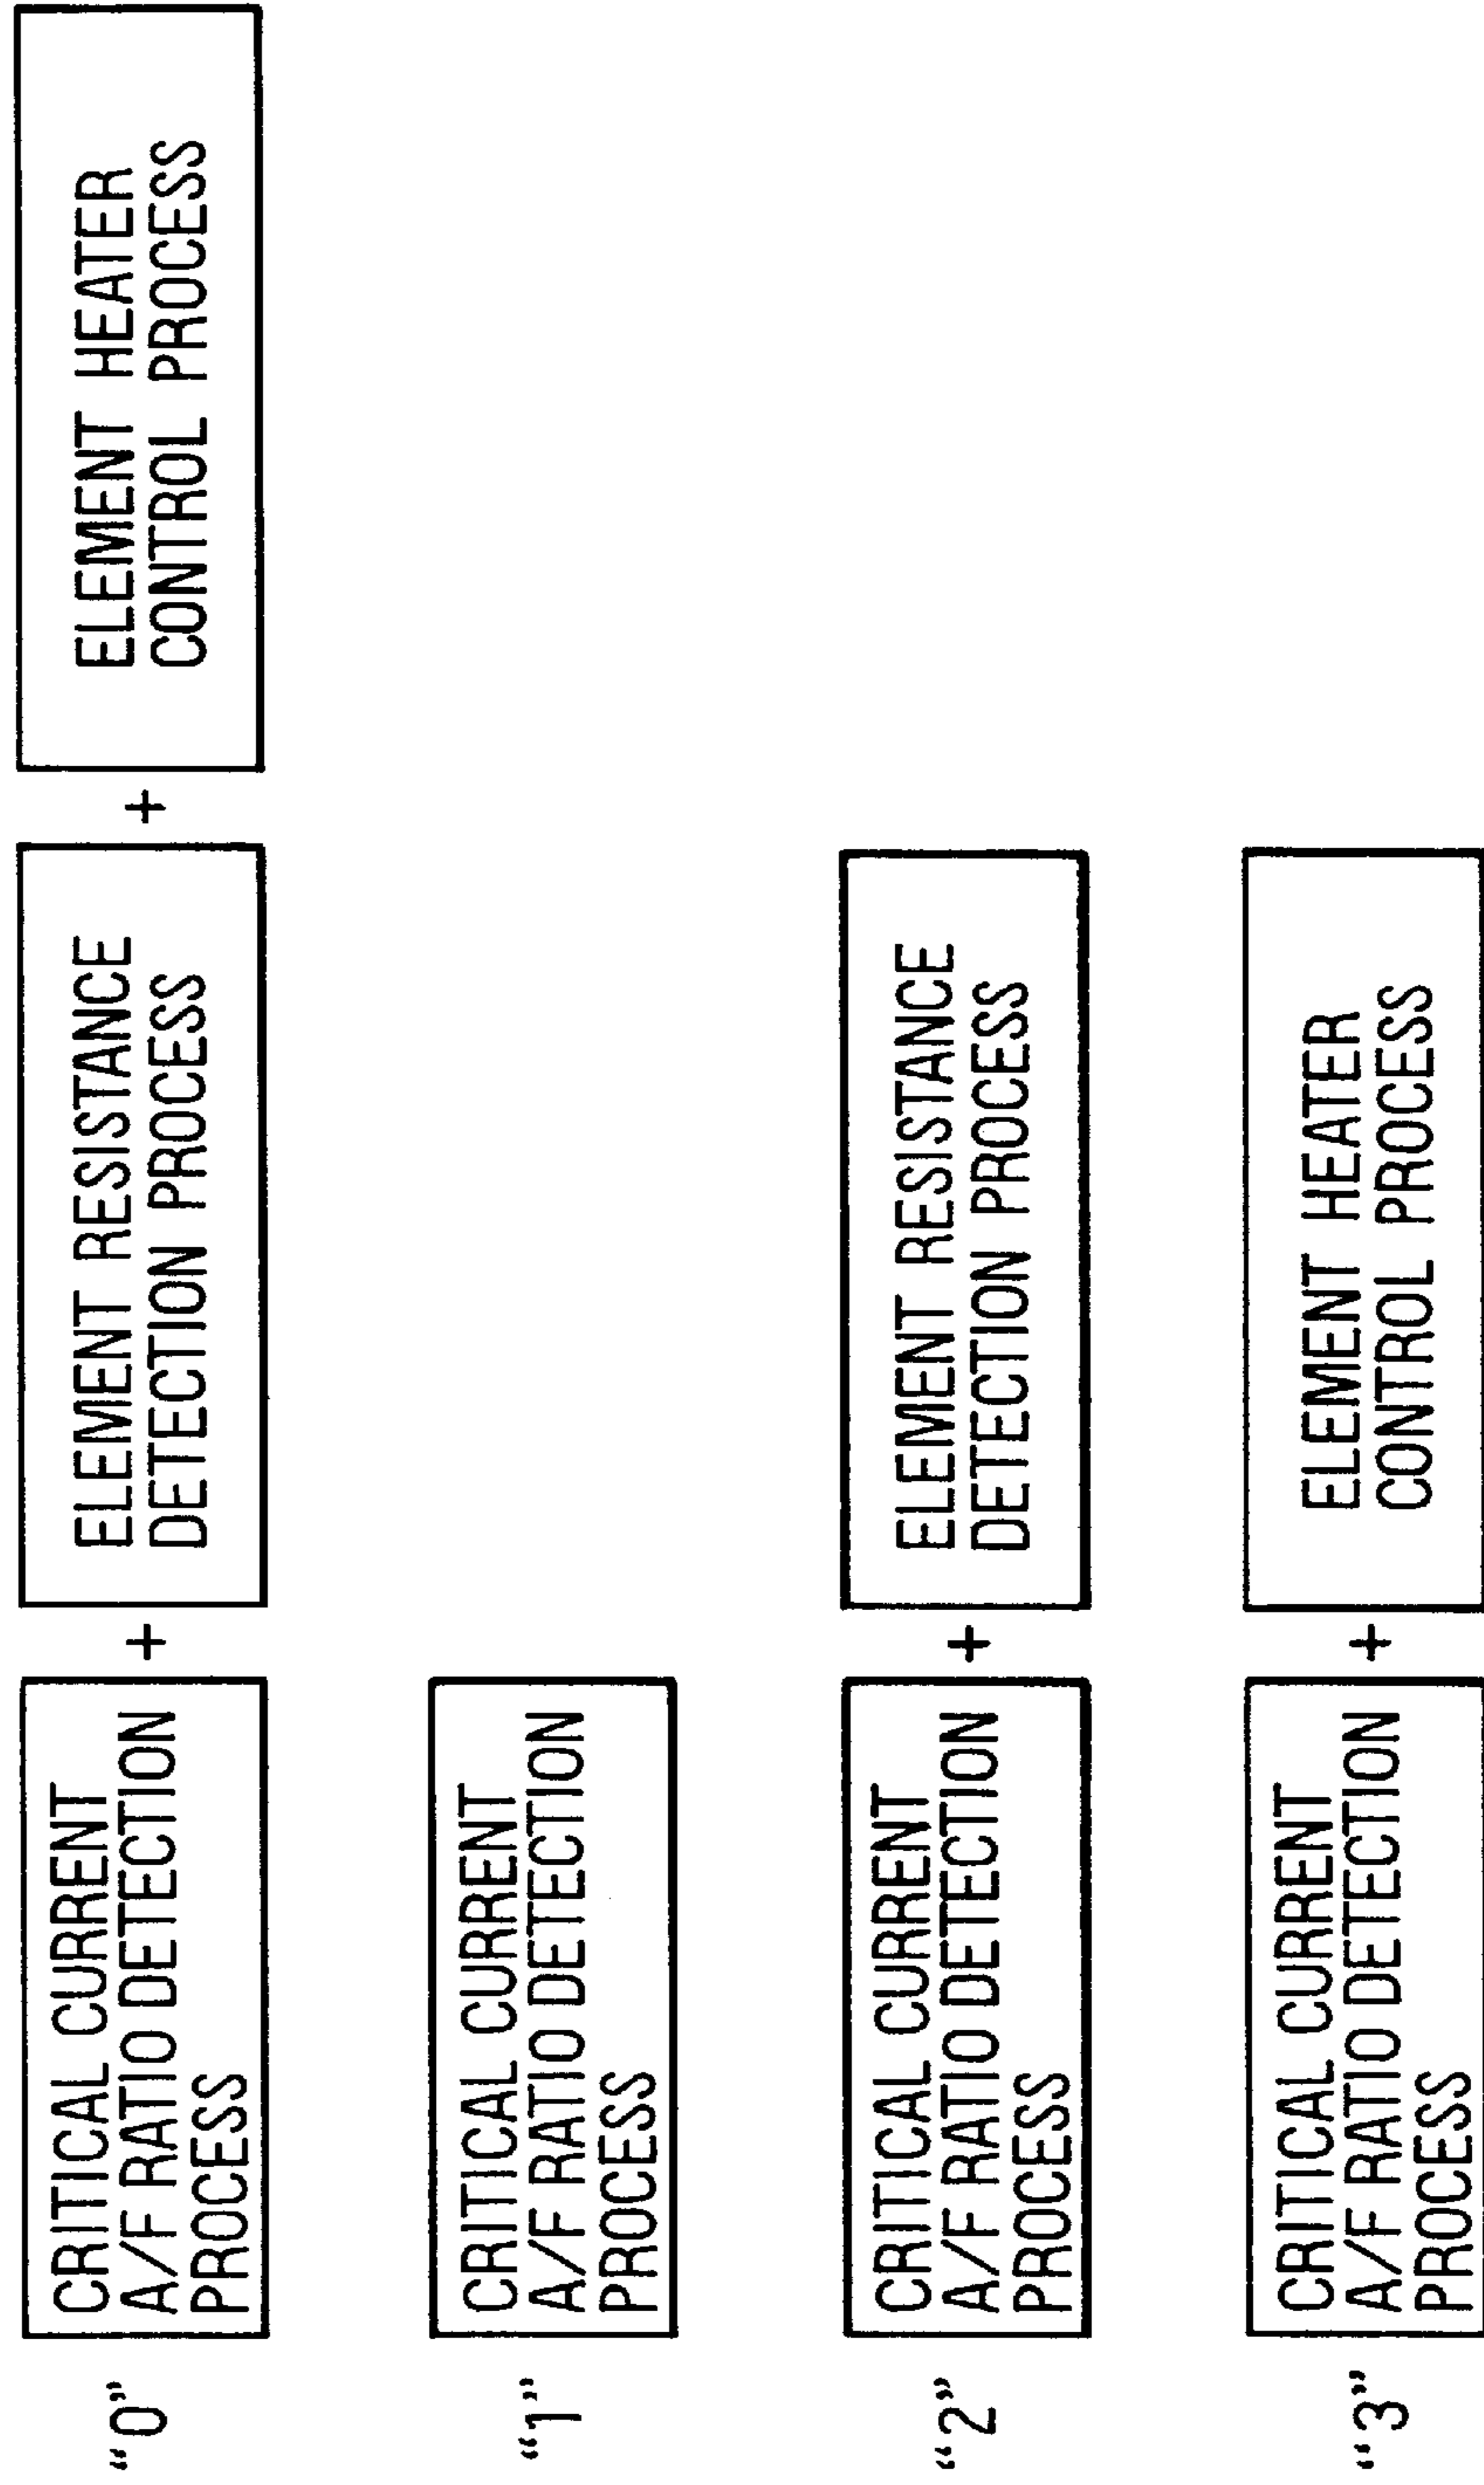 "0"
CRITICAL CURRENT
A/F RATIO DETECTION
PROCESS
+
ELEMENT RESISTANCE
DETECTION PROCESS
+
ELEMENT HEATER
CONTROL PROCESS
"1"
CRITICAL CURRENT
A/F RATIO DETECTION
PROCESS
"2"
CRITICAL CURRENT
A/F RATIO DETECTION
PROCESS
+
ELEMENT RESISTANCE
DETECTION PROCESS
"3"
CRITICAL CURRENT
A/F RATIO DETECTION
PROCESS
+
ELEMENT HEATER
CONTROL PROCESS